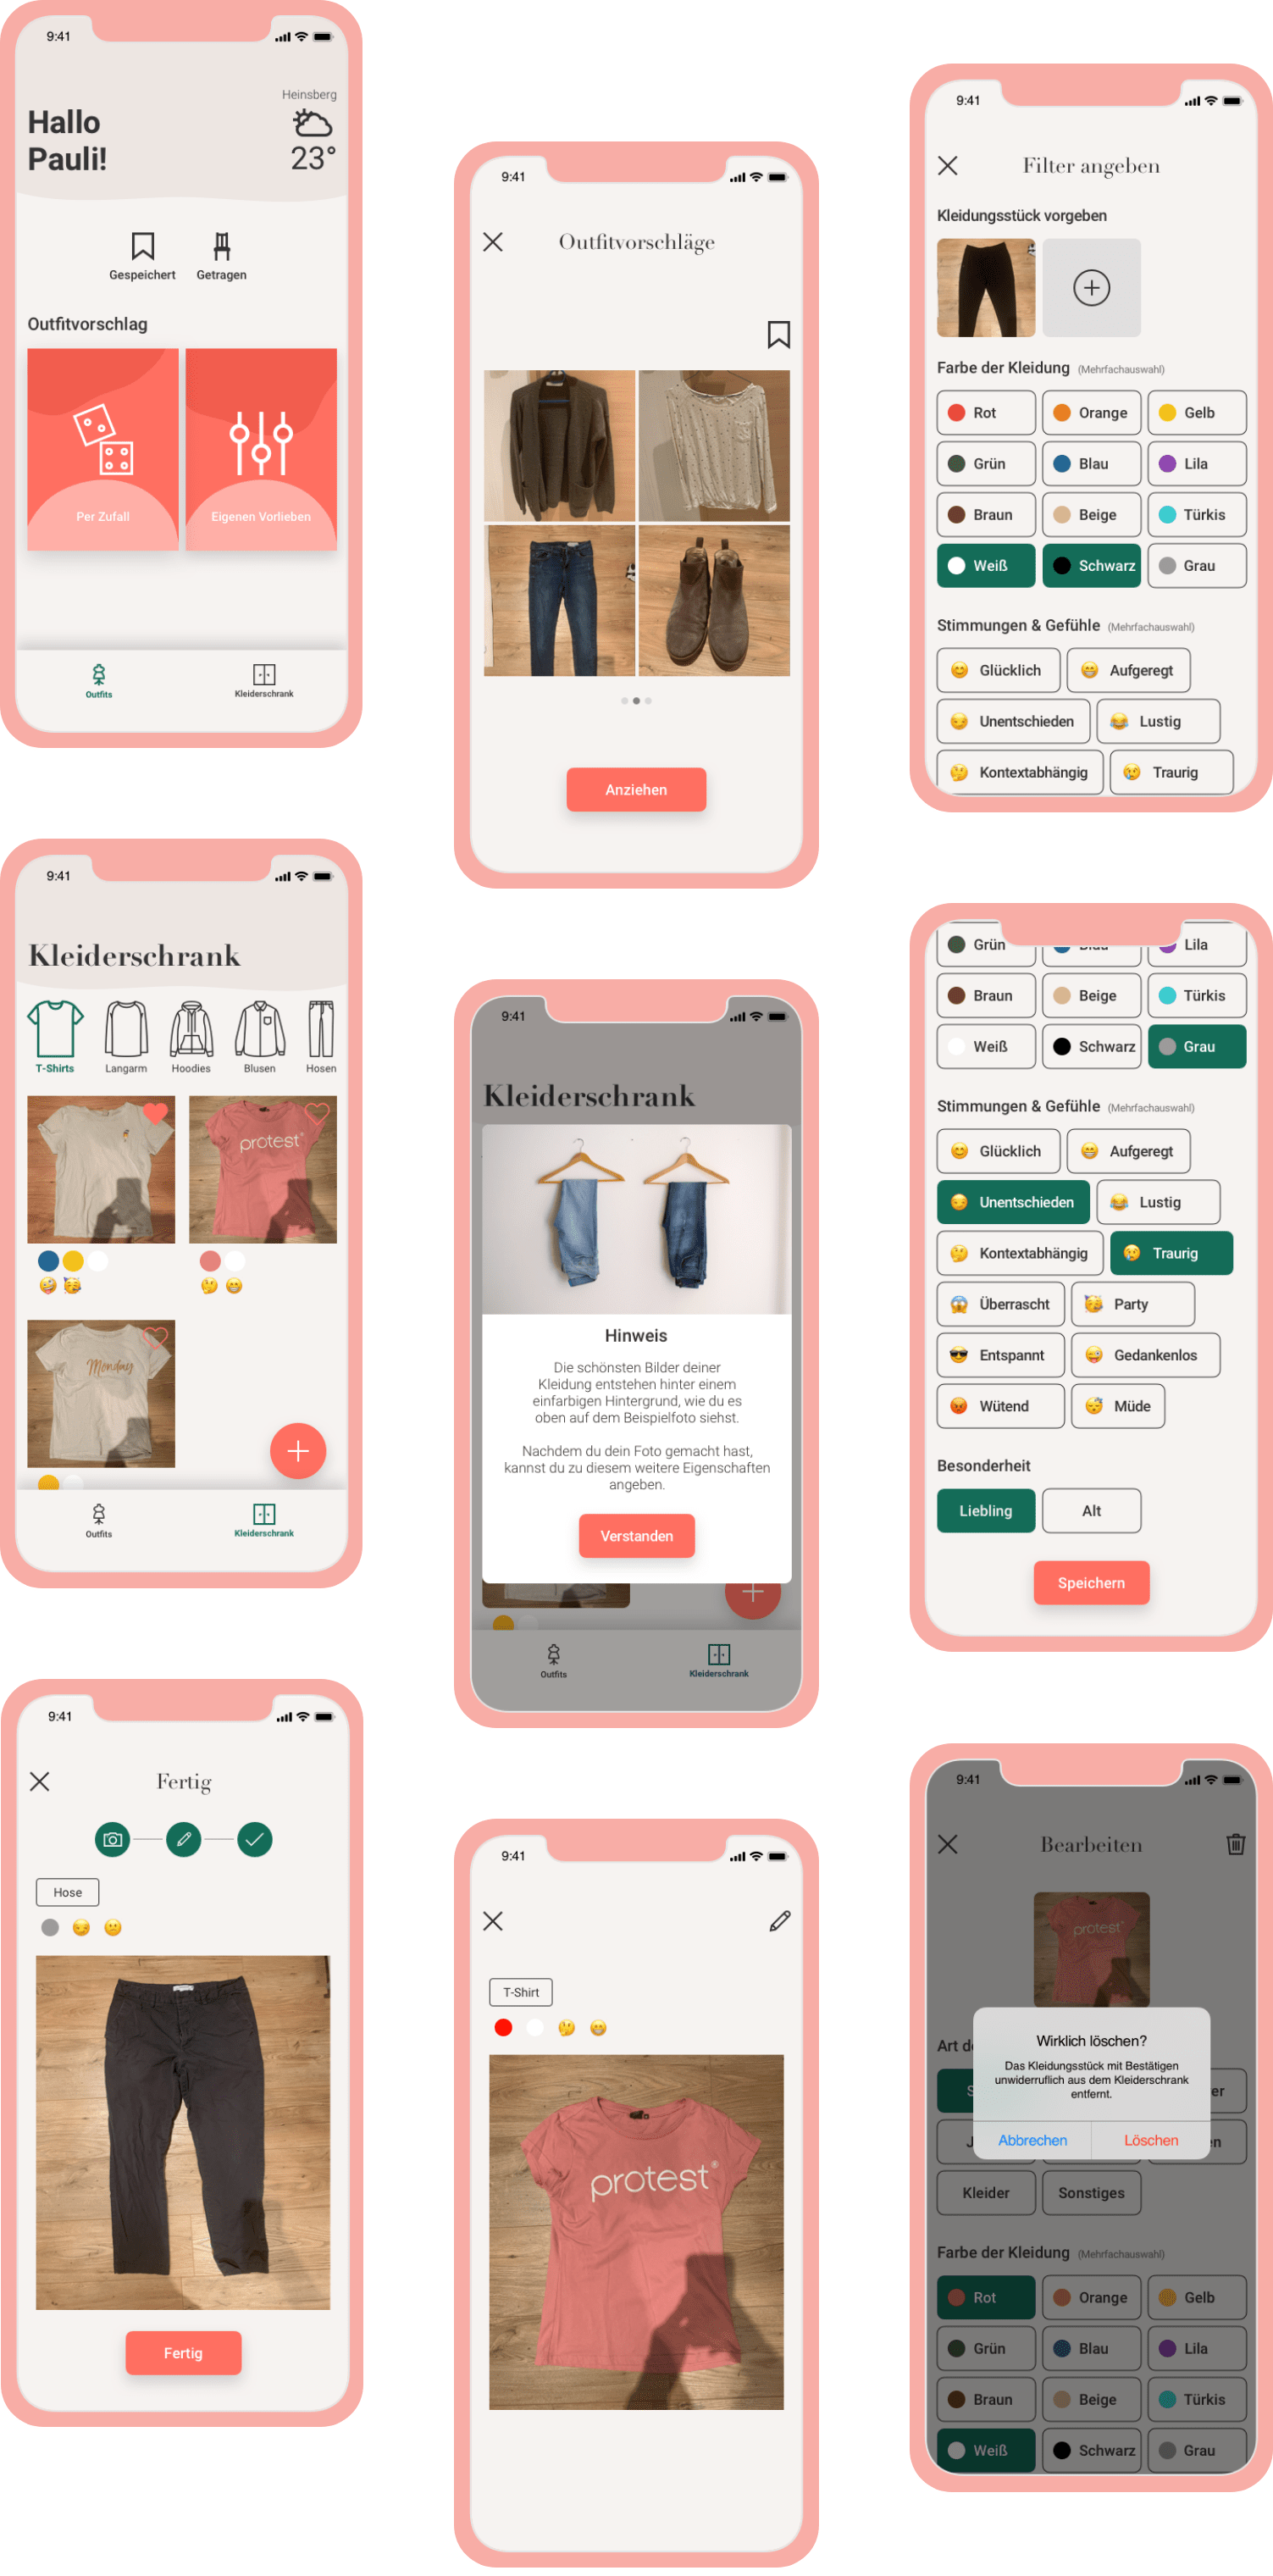 9:41
Heinsberg
Hallo
Pauli!
23°
Gespeichert Getragen
Outfitvorschlag
Per Zufall Eigenen Vorlieben
Outfits Kleiderschrank
9:41
Outfitvorschläge
Anziehen
9:41
Filter angeben
Kleidungsstück vorgeben
Farbe der Kleidung (Mehrfachauswahl)
Rot Orange Gelb
Grün Blau Lila
Braun Beige Türkis
Weiß Schwarz Grau
Stimmungen & Gefühle (Mehrfachauswahl)
Glücklich Aufgeregt
Unentschieden Lustig
Kontextabhängig Traurig
9:41
Kleiderschrank
T-Shirts Langarm Hoodies Blusen Hosen
protest
Monday
Outfits Kleiderschrank
9:41
Kleiderschrank
Hinweis
Die schönsten Bilder deiner
Kleidung entstehen hinter einem
einfarbigen Hintergrund, wie du es
oben auf dem Beispielfoto siehst.
Nachdem du dein Foto gemacht hast,
kannst du zu diesem weitere Eigenschaften
angeben.
Verstanden
Outfits Kleiderschrank
Grün Blau Lila
Braun Beige Türkis
Weiß Schwarz Grau
Stimmungen & Gefühle (Mehrfachauswahl)
Glücklich Aufgeregt
Unentschieden Lustig
Kontextabhängig Traurig
Überrascht Party
Entspannt Gedankenlos
Wütend Müde
Besonderheit
Liebling Alt
Speichern
9:41
Fertig
Hose
Fertig
9:41
T-Shirt
protest®
9:41
Bearbeiten
protest
Art d
Wirklich löschen?
Das Kleidungsstück mit Bestätigen
unwiderruflich aus dem Kleiderschrank
entfernt.
S er
J n
Abbrechen Löschen
Kleider Sonstiges
Farbe der Kleidung (Mehrfachauswahl)
Rot Orange Gelb
Grün Blau Lila
Braun Beige Türkis
Weiß Schwarz Grau